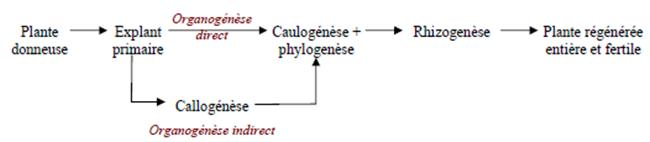 Organogénèse
direct
Plante
donneuse
Explant
primaire
Caulogénèse +
phylogenèse
Rhizogenèse
Plante régénérée
entière et fertile
Callogénèse
Organogénèse indirect